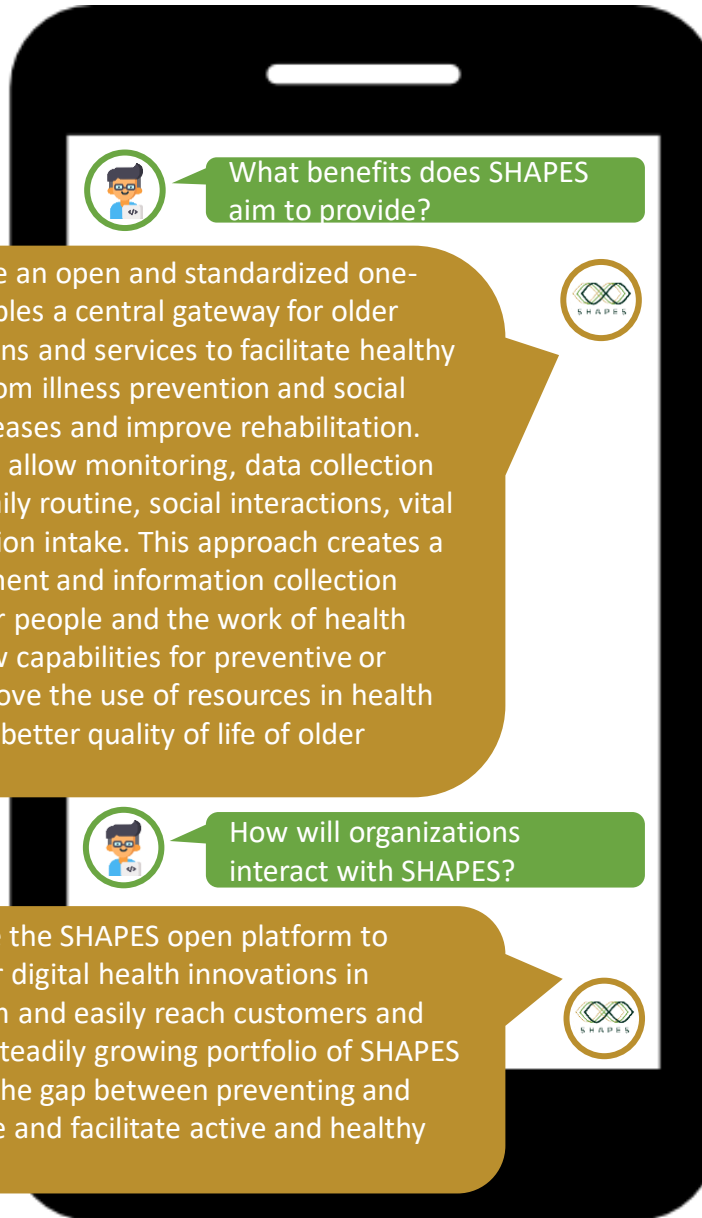 What benefits does SHAPES
aim to provide?
e an open and standardized one-
SHAPES
ples a central gateway for older
ns and services to facilitate healthy
om illness prevention and social
eases and improve rehabilitation.
allow monitoring, data collection
ily routine, social interactions, vital
ion intake. This approach creates a
nent and information collection
r people and the work of health
w capabilities for preventive or
ove the use of resources in health
better quality of life of older
How will organizations
interact with SHAPES?
e the SHAPES open platform to
r digital health innovations in
n and easily reach customers and
SHAPES
steadily growing portfolio of SHAPES
he gap between preventing and
e and facilitate active and healthy